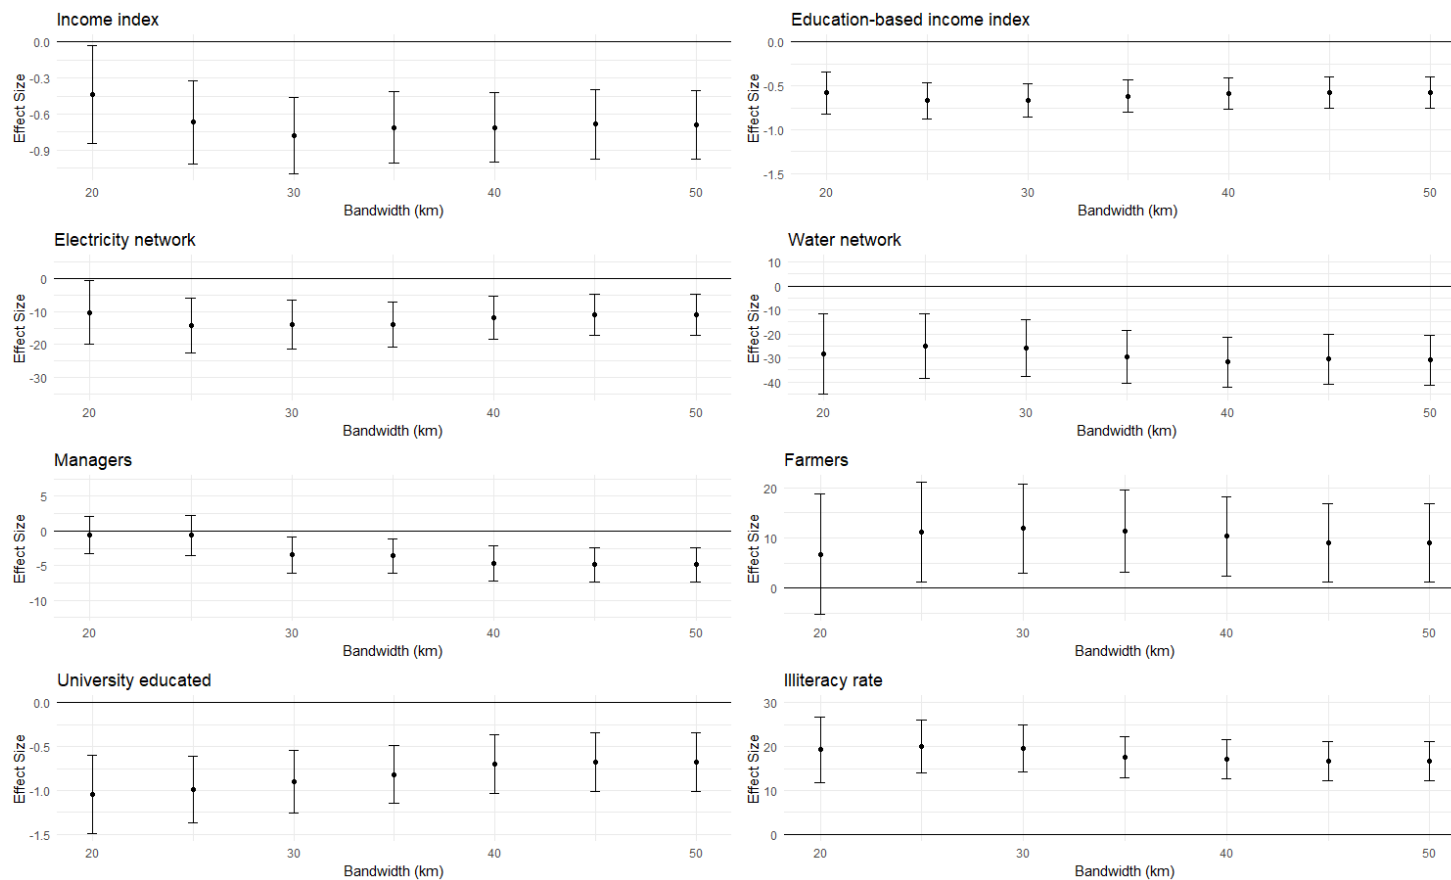 Income index
Effect Size
0.0
-0.3
-0.6
-0.9
20
30
40
50
Bandwidth (km)
Education-based income index
Effect Size
0.0
-0.5
-1.0
-1.5
20
30
40
50
Bandwidth (km)
Electricity network
Effect Size
0
-10
-20
-30
20
30
40
50
Bandwidth (km)
Water network
Effect Size
10
0
-10
-20
-30
-40
20
30
40
50
Bandwidth (km)
Managers
Effect Size
5
0
-5
-10
20
30
40
50
Bandwidth (km)
Farmers
Effect Size
20
10
0
20
30
40
50
Bandwidth (km)
University educated
Effect Size
0.0
-0.5
-1.0
-1.5
20
30
40
50
Bandwidth (km)
Illiteracy rate
Effect Size
30
20
10
0
20
30
40
50
Bandwidth (km)